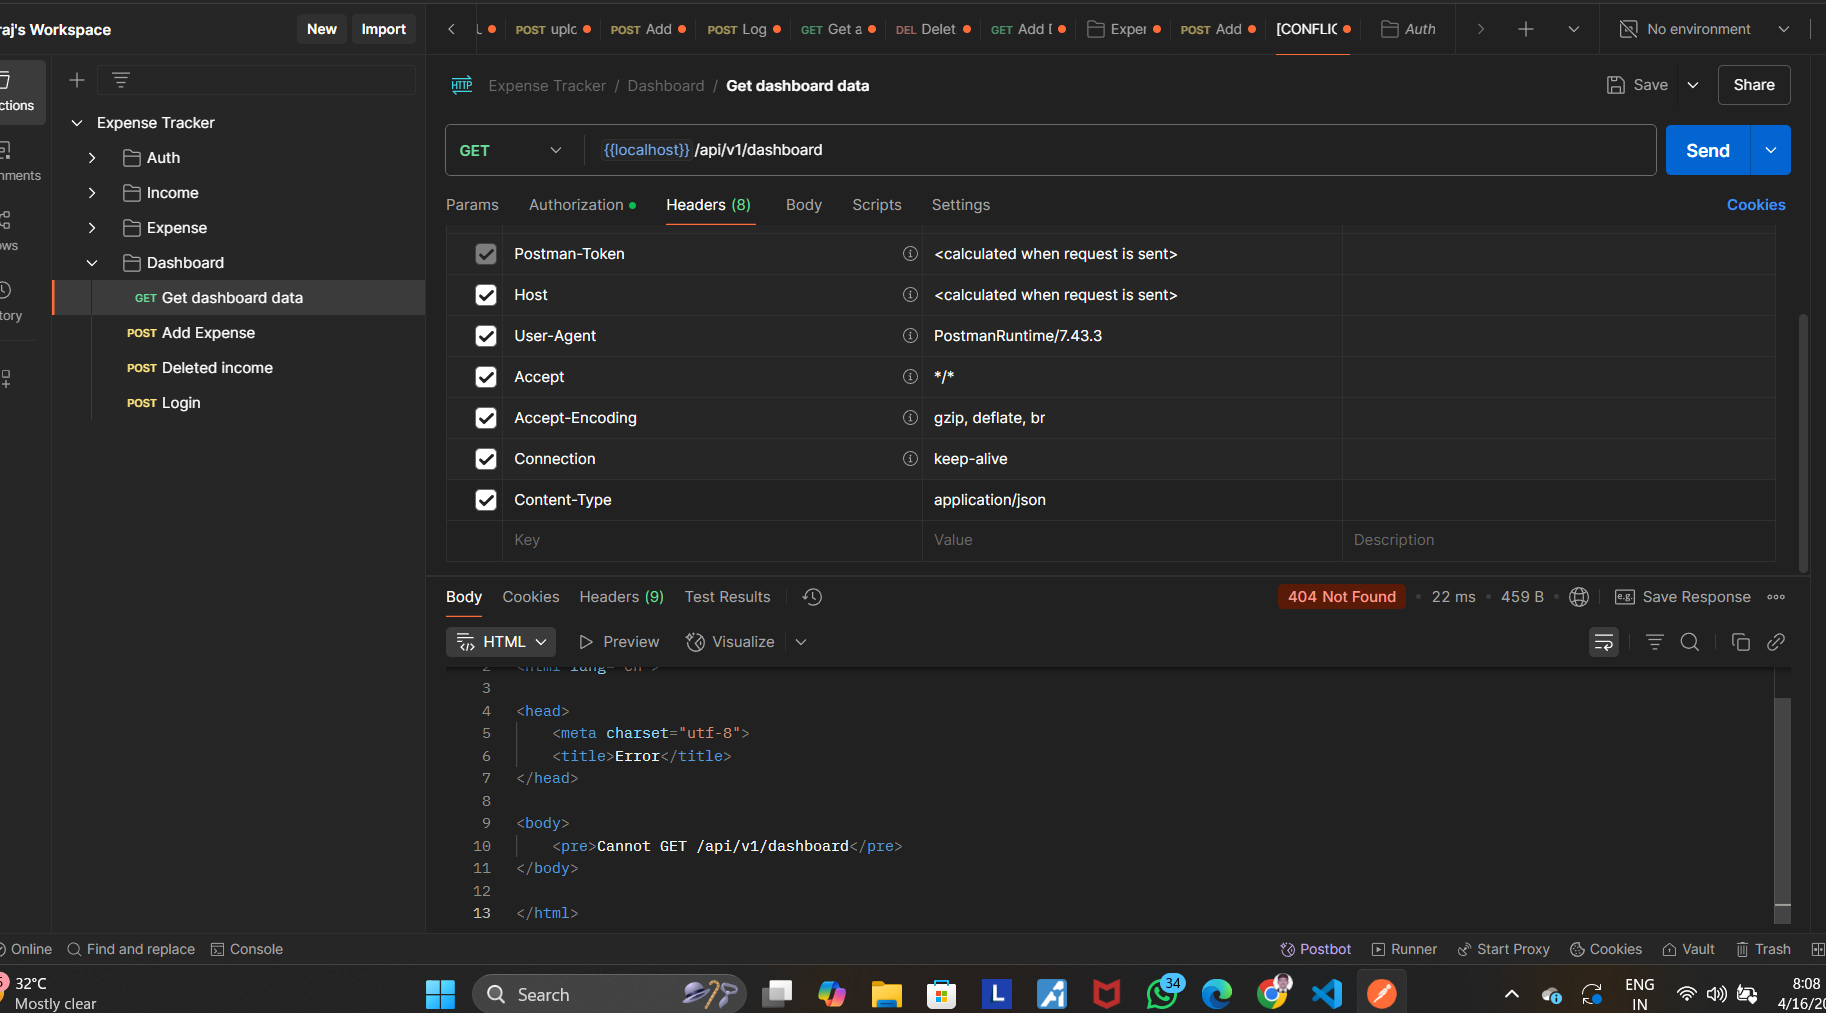 raj's Workspace
New
Import
POST uplc
POST Add
POST Log
GET Get a
DEL Delet
GET Add
Exper
POST Add
[CONFLIC
Auth
No environment
Expense Tracker
Auth
Income
Expense
Dashboard
GET Get dashboard data
POST Add Expense
POST Deleted income
POST Login
ctions
nments
ows
tory
HTTP
Expense Tracker / Dashboard / Get dashboard data
Save
Share
GET
{{localhost}} /api/v1/dashboard
Send
Params
Authorization
Headers (8)
Body
Scripts
Settings
Cookies
Postman-Token <calculated when request is sent>
Host <calculated when request is sent>
User-Agent PostmanRuntime/7.43.3
Accept */*
Accept-Encoding gzip, deflate, br
Connection keep-alive
Content-Type application/json
Key Value Description
Body Cookies Headers (9) Test Results
404 Not Found • 22 ms • 459 B
e.g. Save Response
HTML
Preview
Visualize
2 <html lang="en">
3
4 <head>
5 <meta charset="utf-8">
6 <title>Error</title>
7 </head>
8
9 <body>
10 <pre>Cannot GET /api/v1/dashboard</pre>
11 </body>
12
13 </html>
Online
Find and replace
Console
Postbot
Runner
Start Proxy
Cookies
Vault
Trash
32°C
Mostly clear
Search
L
34
ENG
IN
8:08
4/16/20